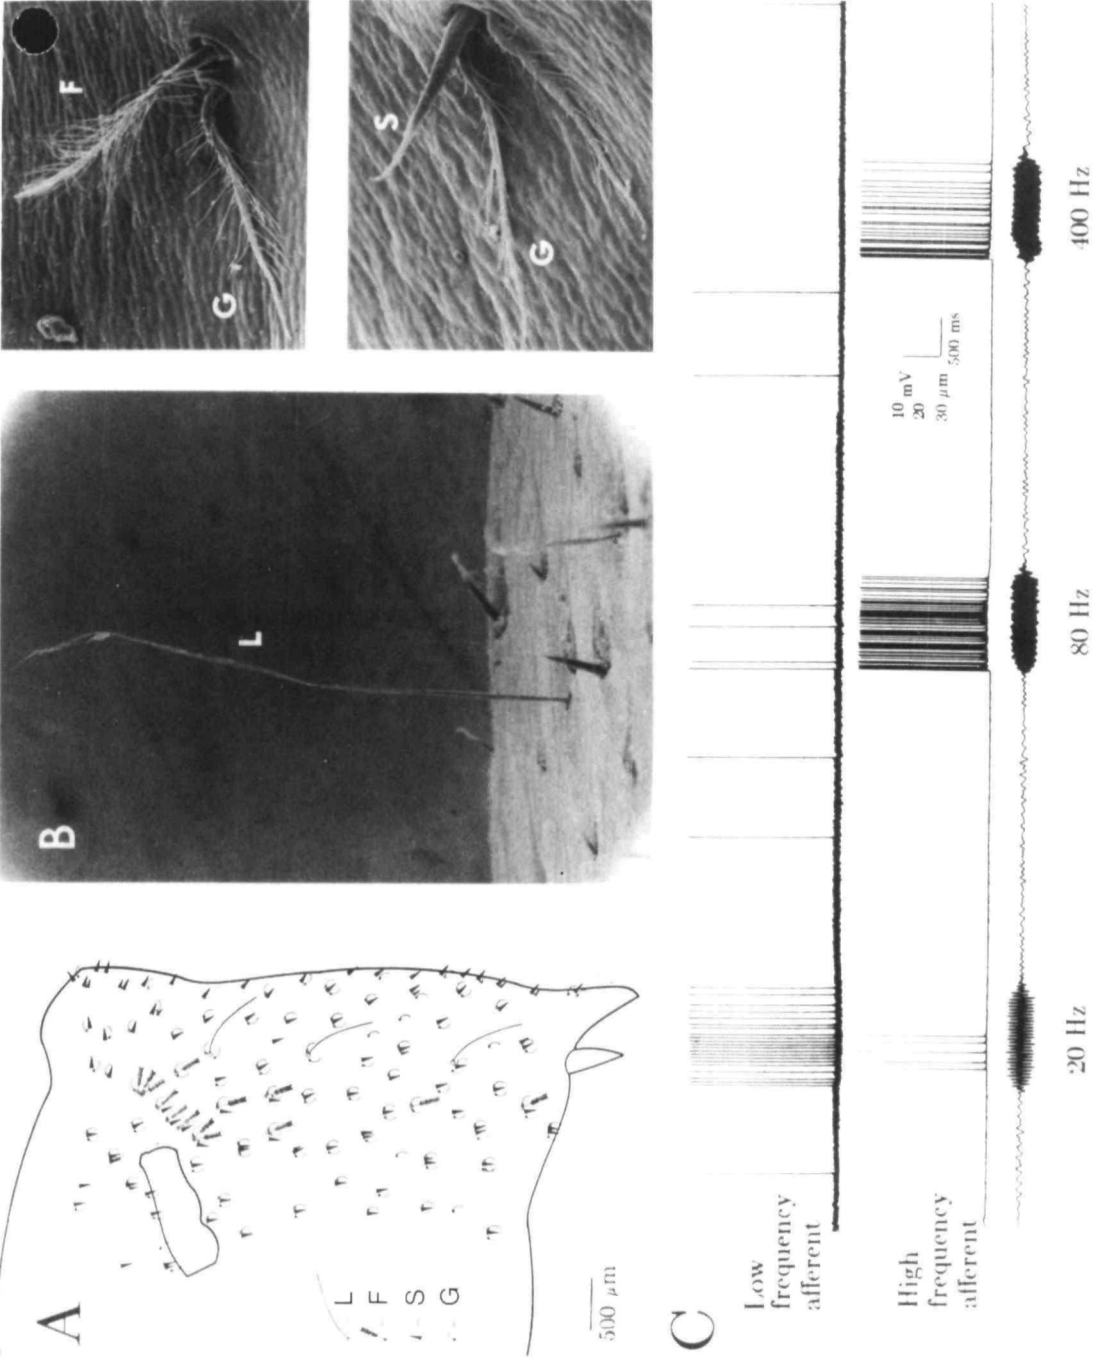 A
L
F
S
G
500 μm
B
L
F
G
S
G
C
Low
frequency
afferent
High
frequency
afferent
10 mV
20
30 μm
500 ms
20 Hz
80 Hz
400 Hz